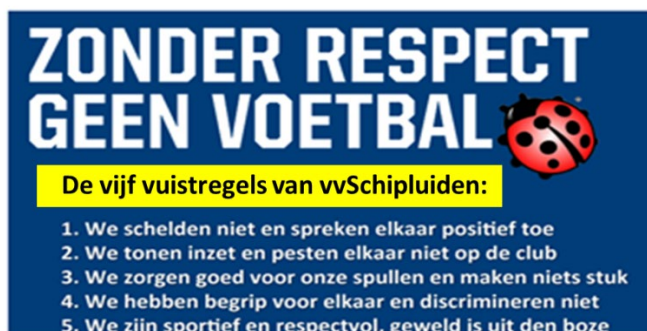 ZONDER RESPECT
GEEN VOETBAL
De vijf vuistregels van vvSchipluiden:
1. We schelden niet en spreken elkaar positief toe
2. We tonen inzet en pesten elkaar niet op de club
3. We zorgen goed voor onze spullen en maken niets stuk
4. We hebben begrip voor elkaar en discrimineren niet
5. We zijn sportief en respectvol, geweld is uit den boze